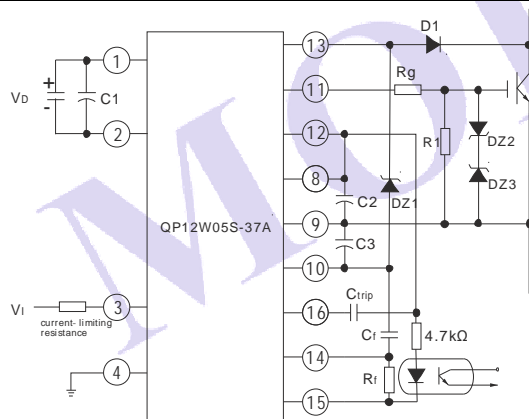 D1
13
1
Rg
11
+
VD
C1
-
12
R1
DZ2
2
8
DZ3
C2
DZ1
QP12W05S-37A
9
C3
10
Ctrip
VI
3
16
current- limiting
resistance
Cf
4.7kΩ
14
4
Rf
15
MOR